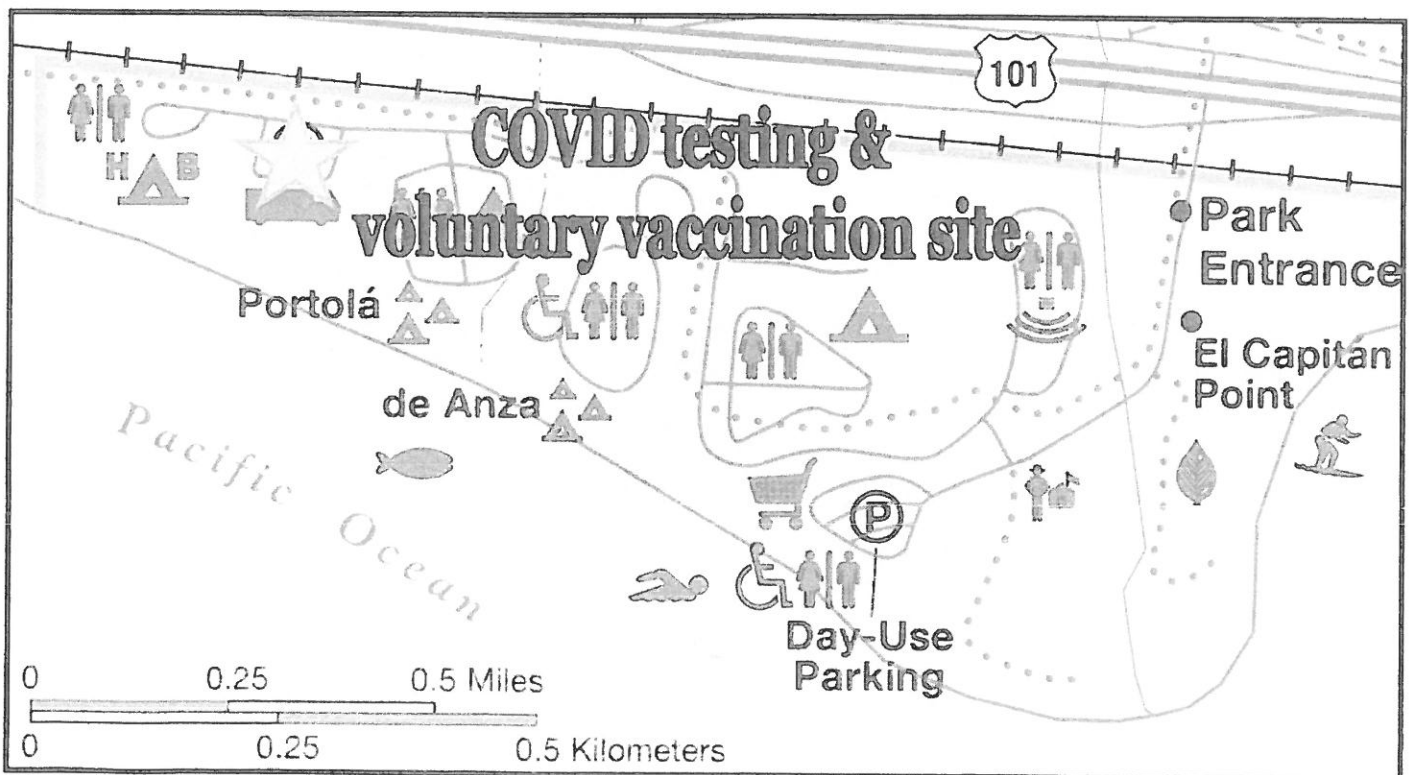 101
COVID testing &
voluntary vaccination site
H B
Park
Entrance
Portolá
El Capitan
Point
de Anza
Pacific Ocean
P
Day-Use
Parking
0 0.25 0.5 Miles
0 0.25 0.5 Kilometers